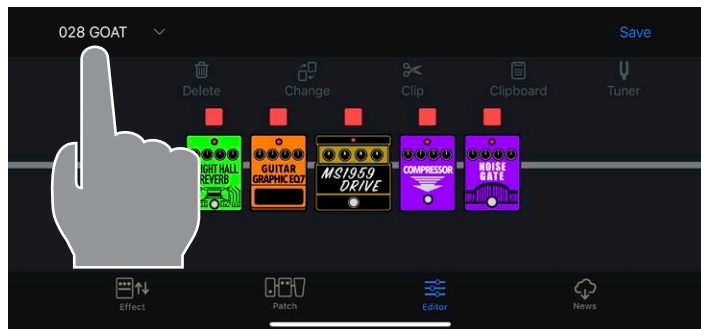 028 GOAT
Save
Delete
Change
Clip
Clipboard
Tuner
HALL
REVERB
GUITAR
GRAPHIC EQ7
MS1959
DRIVE
COMPRESSOR
NOISE
GATE
Effect
Patch
Editor
News